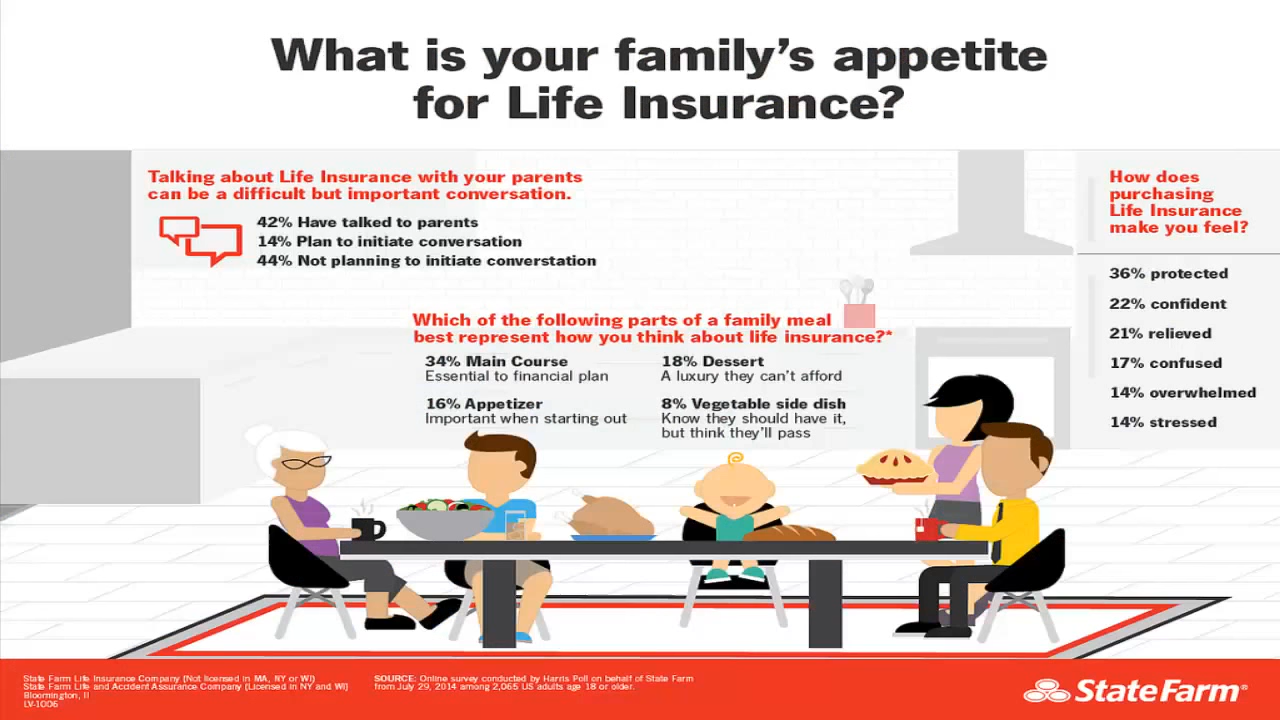 What is your family's appetite
for Life Insurance?
Talking about Life Insurance with your parents
can be a difficult but important conversation.
42% Have talked to parents
14% Plan to initiate conversation
44% Not planning to initiate converstation
How does
purchasing
Life Insurance
make you feel?
36% protected
22% confident
21% relieved
17% confused
14% overwhelmed
14% stressed
Which of the following parts of a family meal
best represent how you think about life insurance?*
34% Main Course
Essential to financial plan
18% Dessert
A luxury they can't afford
16% Appetizer
Important when starting out
8% Vegetable side dish
Know they should have it,
but think they'll pass
State Farm Life Insurance Company (Not licensed in MA, NY or WI)
State Farm Life and Accident Assurance Company (Licensed in NY and WI)
Bloomington, Il
LV-1006
SOURCE: Online survey conducted by Harris Poll on behalf of State Farm
from July 29, 2014 among 2,065 US adults age 18 or older.
StateFarm®